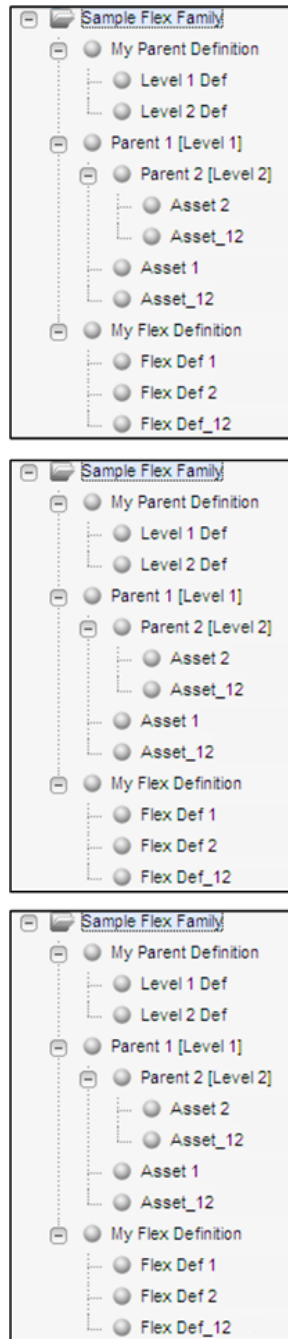 Sample Flex Family
My Parent Definition
Level 1 Def
Level 2 Def
Parent 1 [Level 1]
Parent 2 [Level 2]
Asset 2
Asset_12
Asset 1
Asset_12
My Flex Definition
Flex Def 1
Flex Def 2
Flex Def_12
Sample Flex Family
My Parent Definition
Level 1 Def
Level 2 Def
Parent 1 [Level 1]
Parent 2 [Level 2]
Asset 2
Asset_12
Asset 1
Asset_12
My Flex Definition
Flex Def 1
Flex Def 2
Flex Def_12
Sample Flex Family
My Parent Definition
Level 1 Def
Level 2 Def
Parent 1 [Level 1]
Parent 2 [Level 2]
Asset 2
Asset_12
Asset 1
Asset_12
My Flex Definition
Flex Def 1
Flex Def 2
Flex Def_12